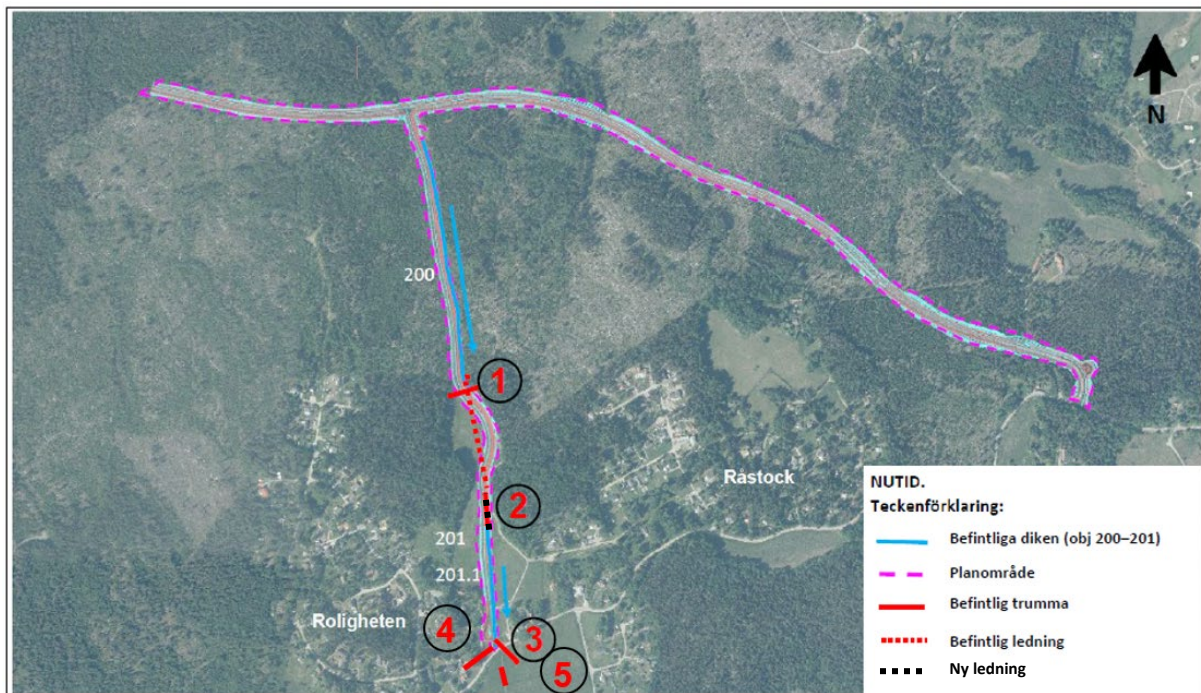 N
200
1
2
Rastock
201
201.1
Roligheten
4
3
5
NUTID.
Teckenförklaring:
Befintliga diken (obj 200–201)
Planområde
Befintlig trumma
Befintlig ledning
Ny ledning